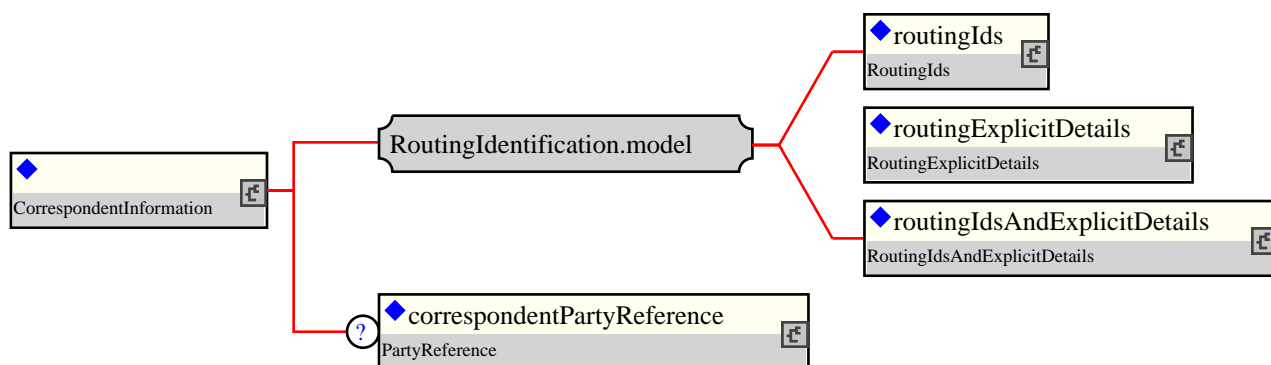 routingIds
RoutingIds
routingExplicitDetails
RoutingExplicitDetails
RoutingIdentification.model
CorrespondentInformation
routingIdsAndExplicitDetails
RoutingIdsAndExplicitDetails
?
correspondentPartyReference
PartyReference